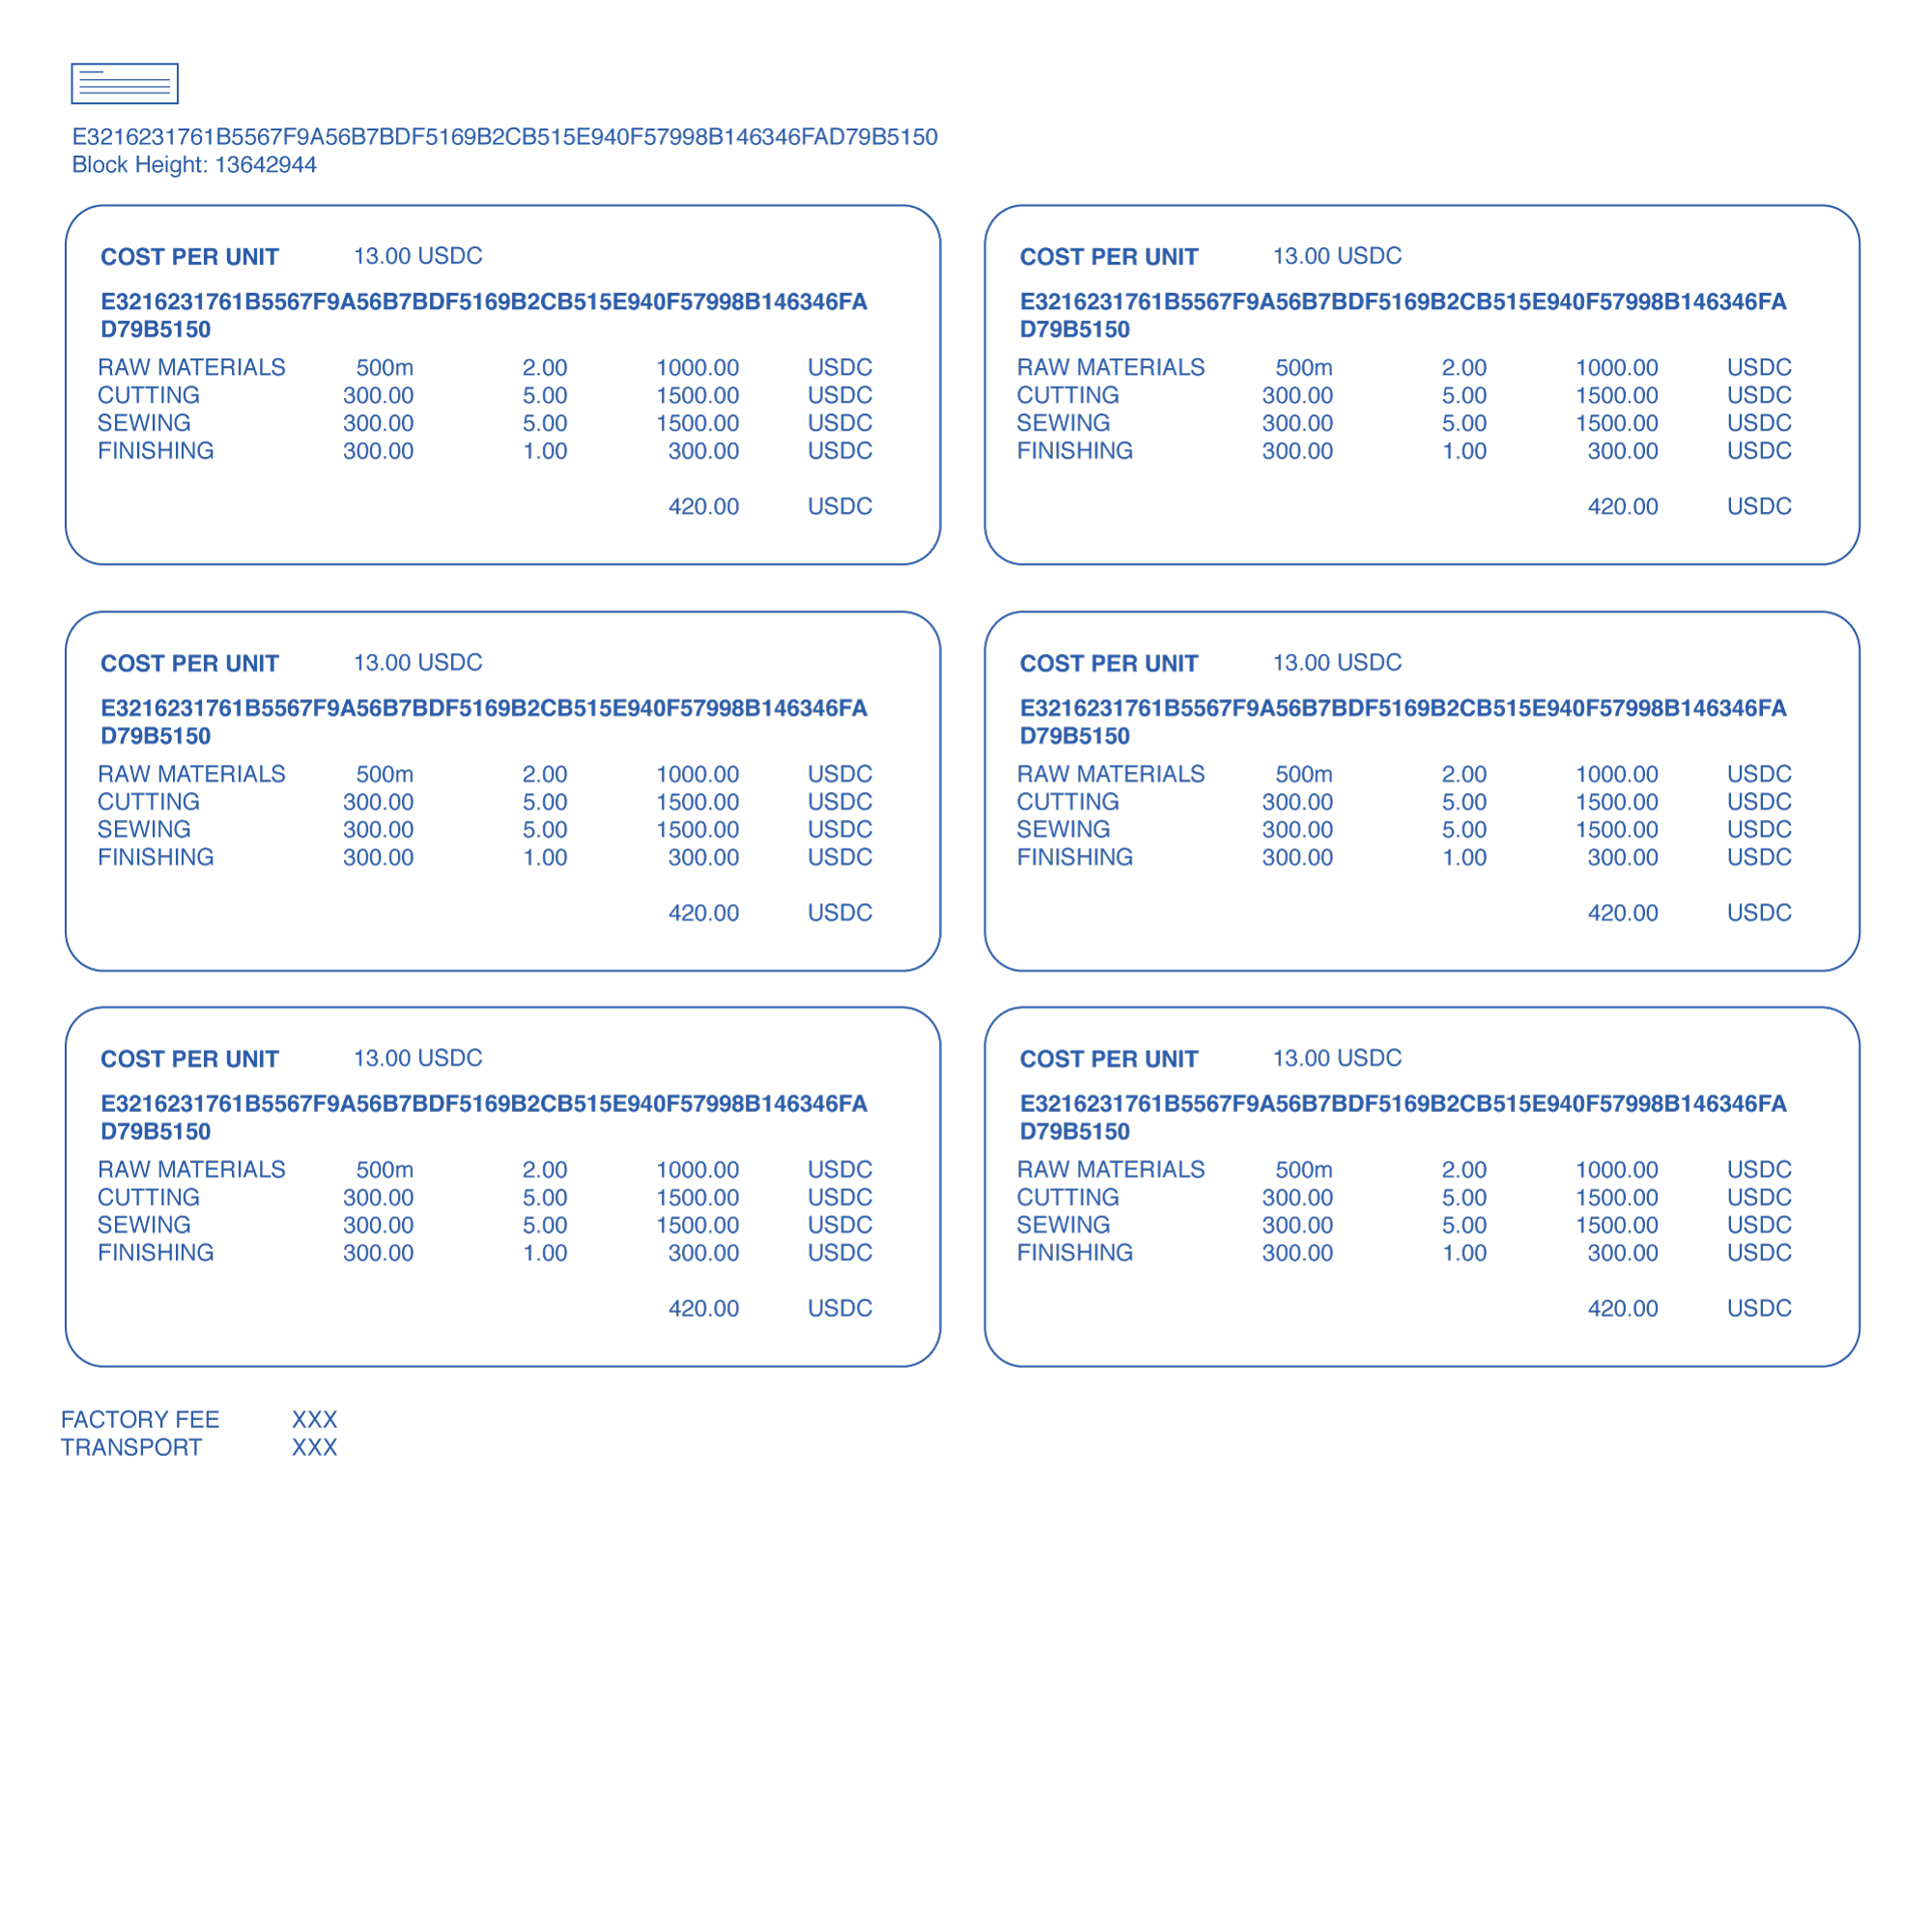 E3216231761B5567F9A56B7BDF5169B2CB515E940F57998B146346FAD79B5150
Block Height: 13642944
COST PER UNIT 13.00 USDC
E3216231761B5567F9A56B7BDF5169B2CB515E940F57998B146346FA
D79B5150
RAW MATERIALS 500m 2.00 1000.00 USDC
CUTTING 300.00 5.00 1500.00 USDC
SEWING 300.00 5.00 1500.00 USDC
FINISHING 300.00 1.00 300.00 USDC
420.00 USDC
COST PER UNIT 13.00 USDC
E3216231761B5567F9A56B7BDF5169B2CB515E940F57998B146346FA
D79B5150
RAW MATERIALS 500m 2.00 1000.00 USDC
CUTTING 300.00 5.00 1500.00 USDC
SEWING 300.00 5.00 1500.00 USDC
FINISHING 300.00 1.00 300.00 USDC
420.00 USDC
COST PER UNIT 13.00 USDC
E3216231761B5567F9A56B7BDF5169B2CB515E940F57998B146346FA
D79B5150
RAW MATERIALS 500m 2.00 1000.00 USDC
CUTTING 300.00 5.00 1500.00 USDC
SEWING 300.00 5.00 1500.00 USDC
FINISHING 300.00 1.00 300.00 USDC
420.00 USDC
COST PER UNIT 13.00 USDC
E3216231761B5567F9A56B7BDF5169B2CB515E940F57998B146346FA
D79B5150
RAW MATERIALS 500m 2.00 1000.00 USDC
CUTTING 300.00 5.00 1500.00 USDC
SEWING 300.00 5.00 1500.00 USDC
FINISHING 300.00 1.00 300.00 USDC
420.00 USDC
COST PER UNIT 13.00 USDC
E3216231761B5567F9A56B7BDF5169B2CB515E940F57998B146346FA
D79B5150
RAW MATERIALS 500m 2.00 1000.00 USDC
CUTTING 300.00 5.00 1500.00 USDC
SEWING 300.00 5.00 1500.00 USDC
FINISHING 300.00 1.00 300.00 USDC
420.00 USDC
COST PER UNIT 13.00 USDC
E3216231761B5567F9A56B7BDF5169B2CB515E940F57998B146346FA
D79B5150
RAW MATERIALS 500m 2.00 1000.00 USDC
CUTTING 300.00 5.00 1500.00 USDC
SEWING 300.00 5.00 1500.00 USDC
FINISHING 300.00 1.00 300.00 USDC
420.00 USDC
FACTORY FEE XXX
TRANSPORT XXX